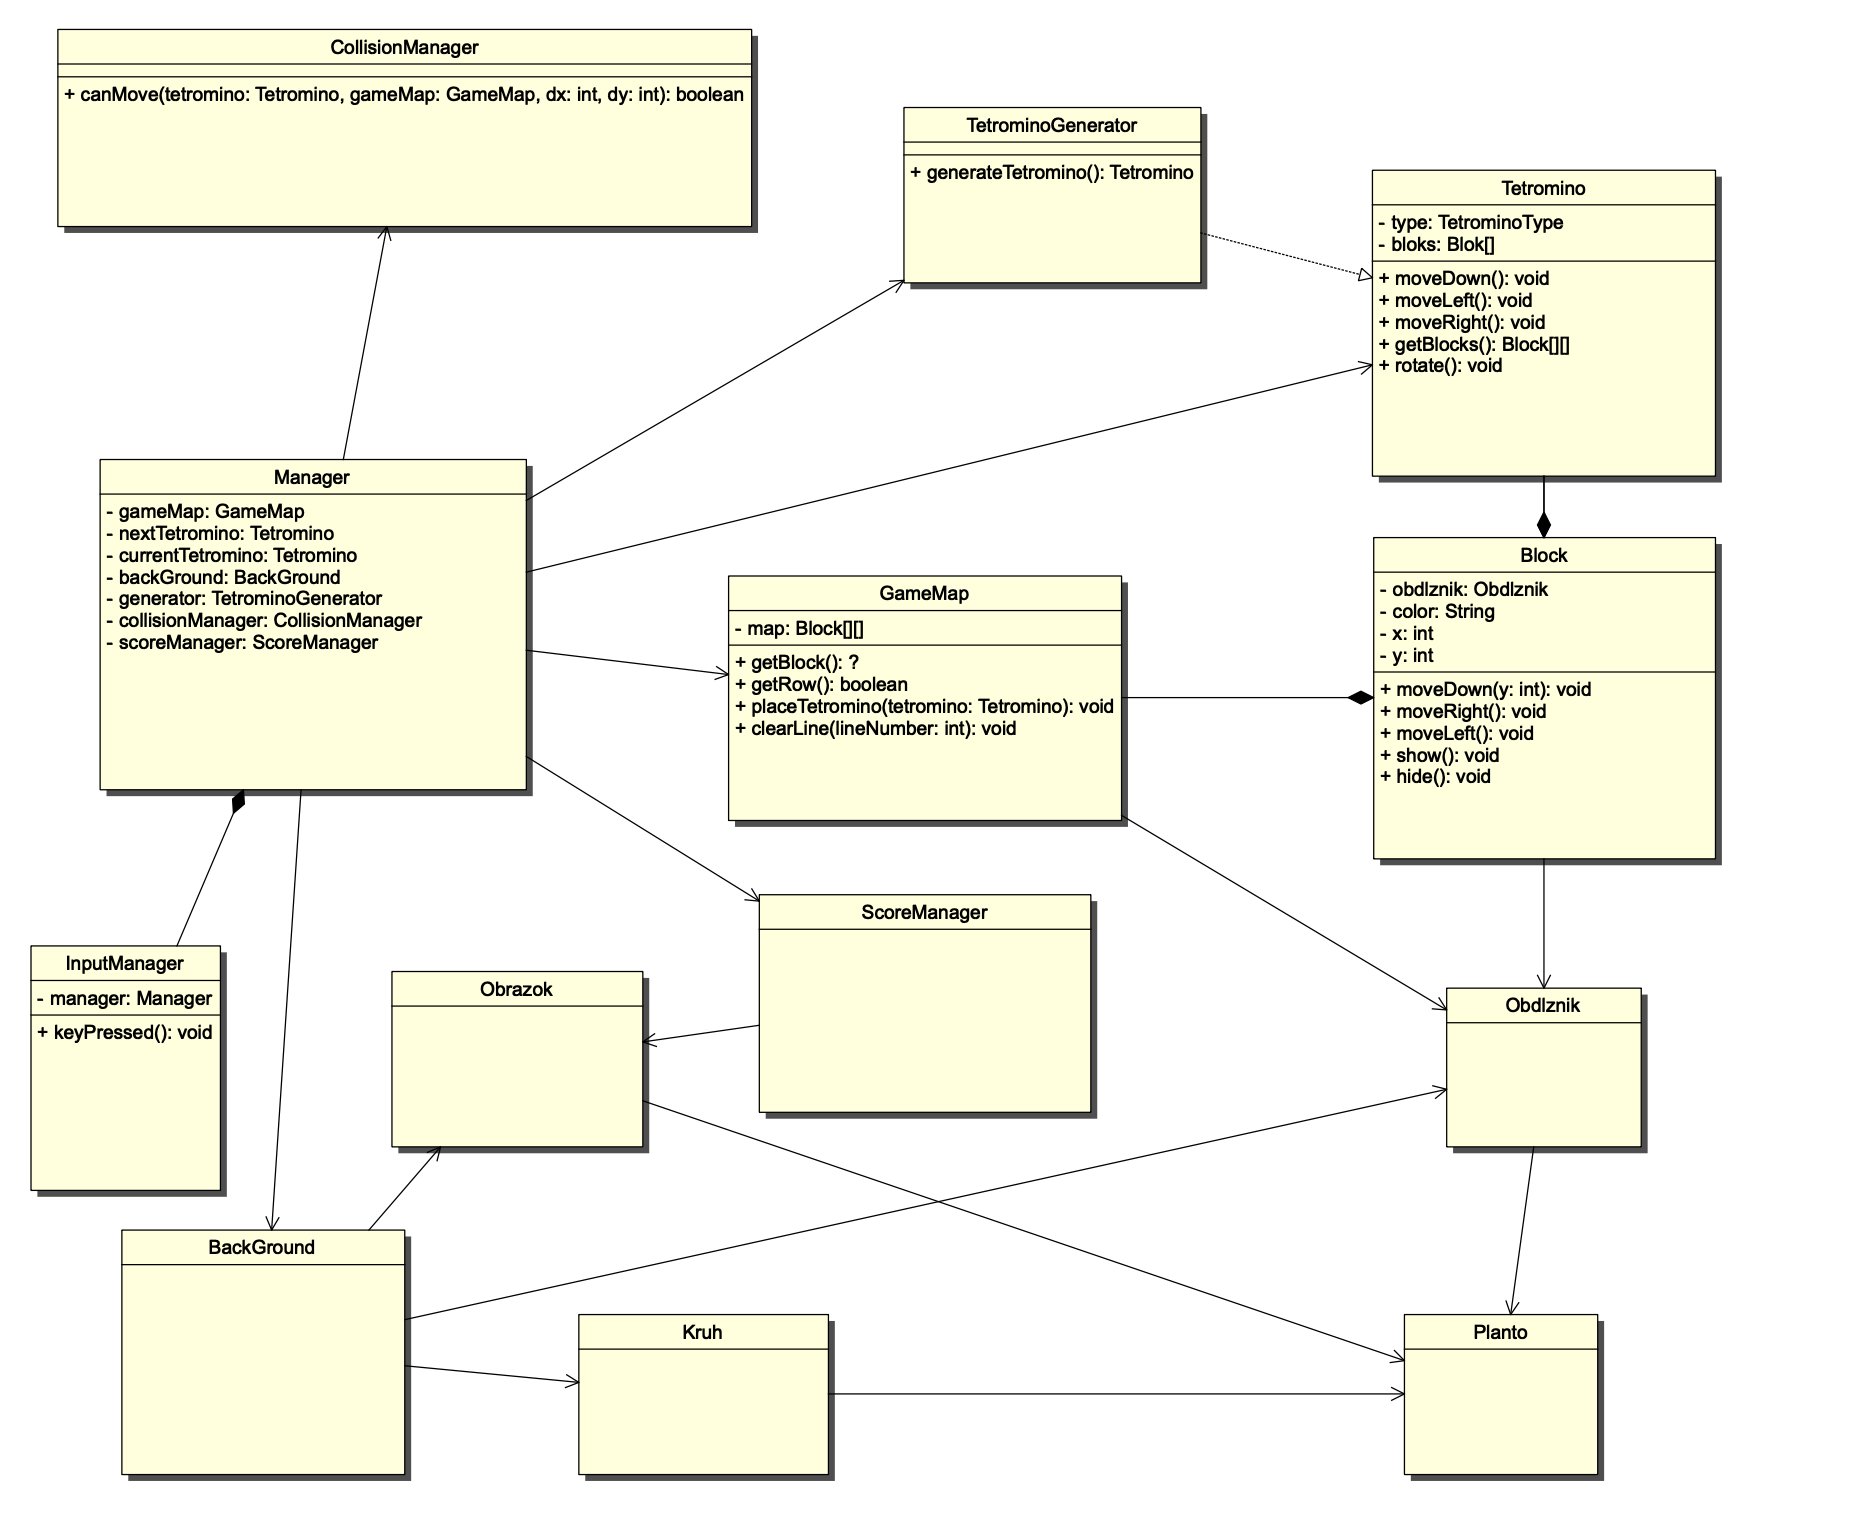 CollisionManager
+ canMove(tetromino: Tetromino, gameMap: GameMap, dx: int, dy: int): boolean
TetrominoGenerator
+ generateTetromino(): Tetromino
Tetromino
- type: TetrominoType
- bloks: Blok[]
+ moveDown(): void
+ moveLeft(): void
+ moveRight(): void
+ getBlocks(): Block[][]
+ rotate(): void
Manager
- gameMap: GameMap
- nextTetromino: Tetromino
- currentTetromino: Tetromino
- backGround: BackGround
- generator: TetrominoGenerator
- collisionManager: CollisionManager
- scoreManager: ScoreManager
GameMap
- map: Block[][]
+ getBlock(): ?
+ getRow(): boolean
+ placeTetromino(tetromino: Tetromino): void
+ clearLine(lineNumber: int): void
Block
- obdlznik: Obdlznik
- color: String
- x: int
- y: int
+ moveDown(y: int): void
+ moveRight(): void
+ moveLeft(): void
+ show(): void
+ hide(): void
InputManager
- manager: Manager
+ keyPressed(): void
Obrazok
ScoreManager
Obdlznik
BackGround
Kruh
Planto